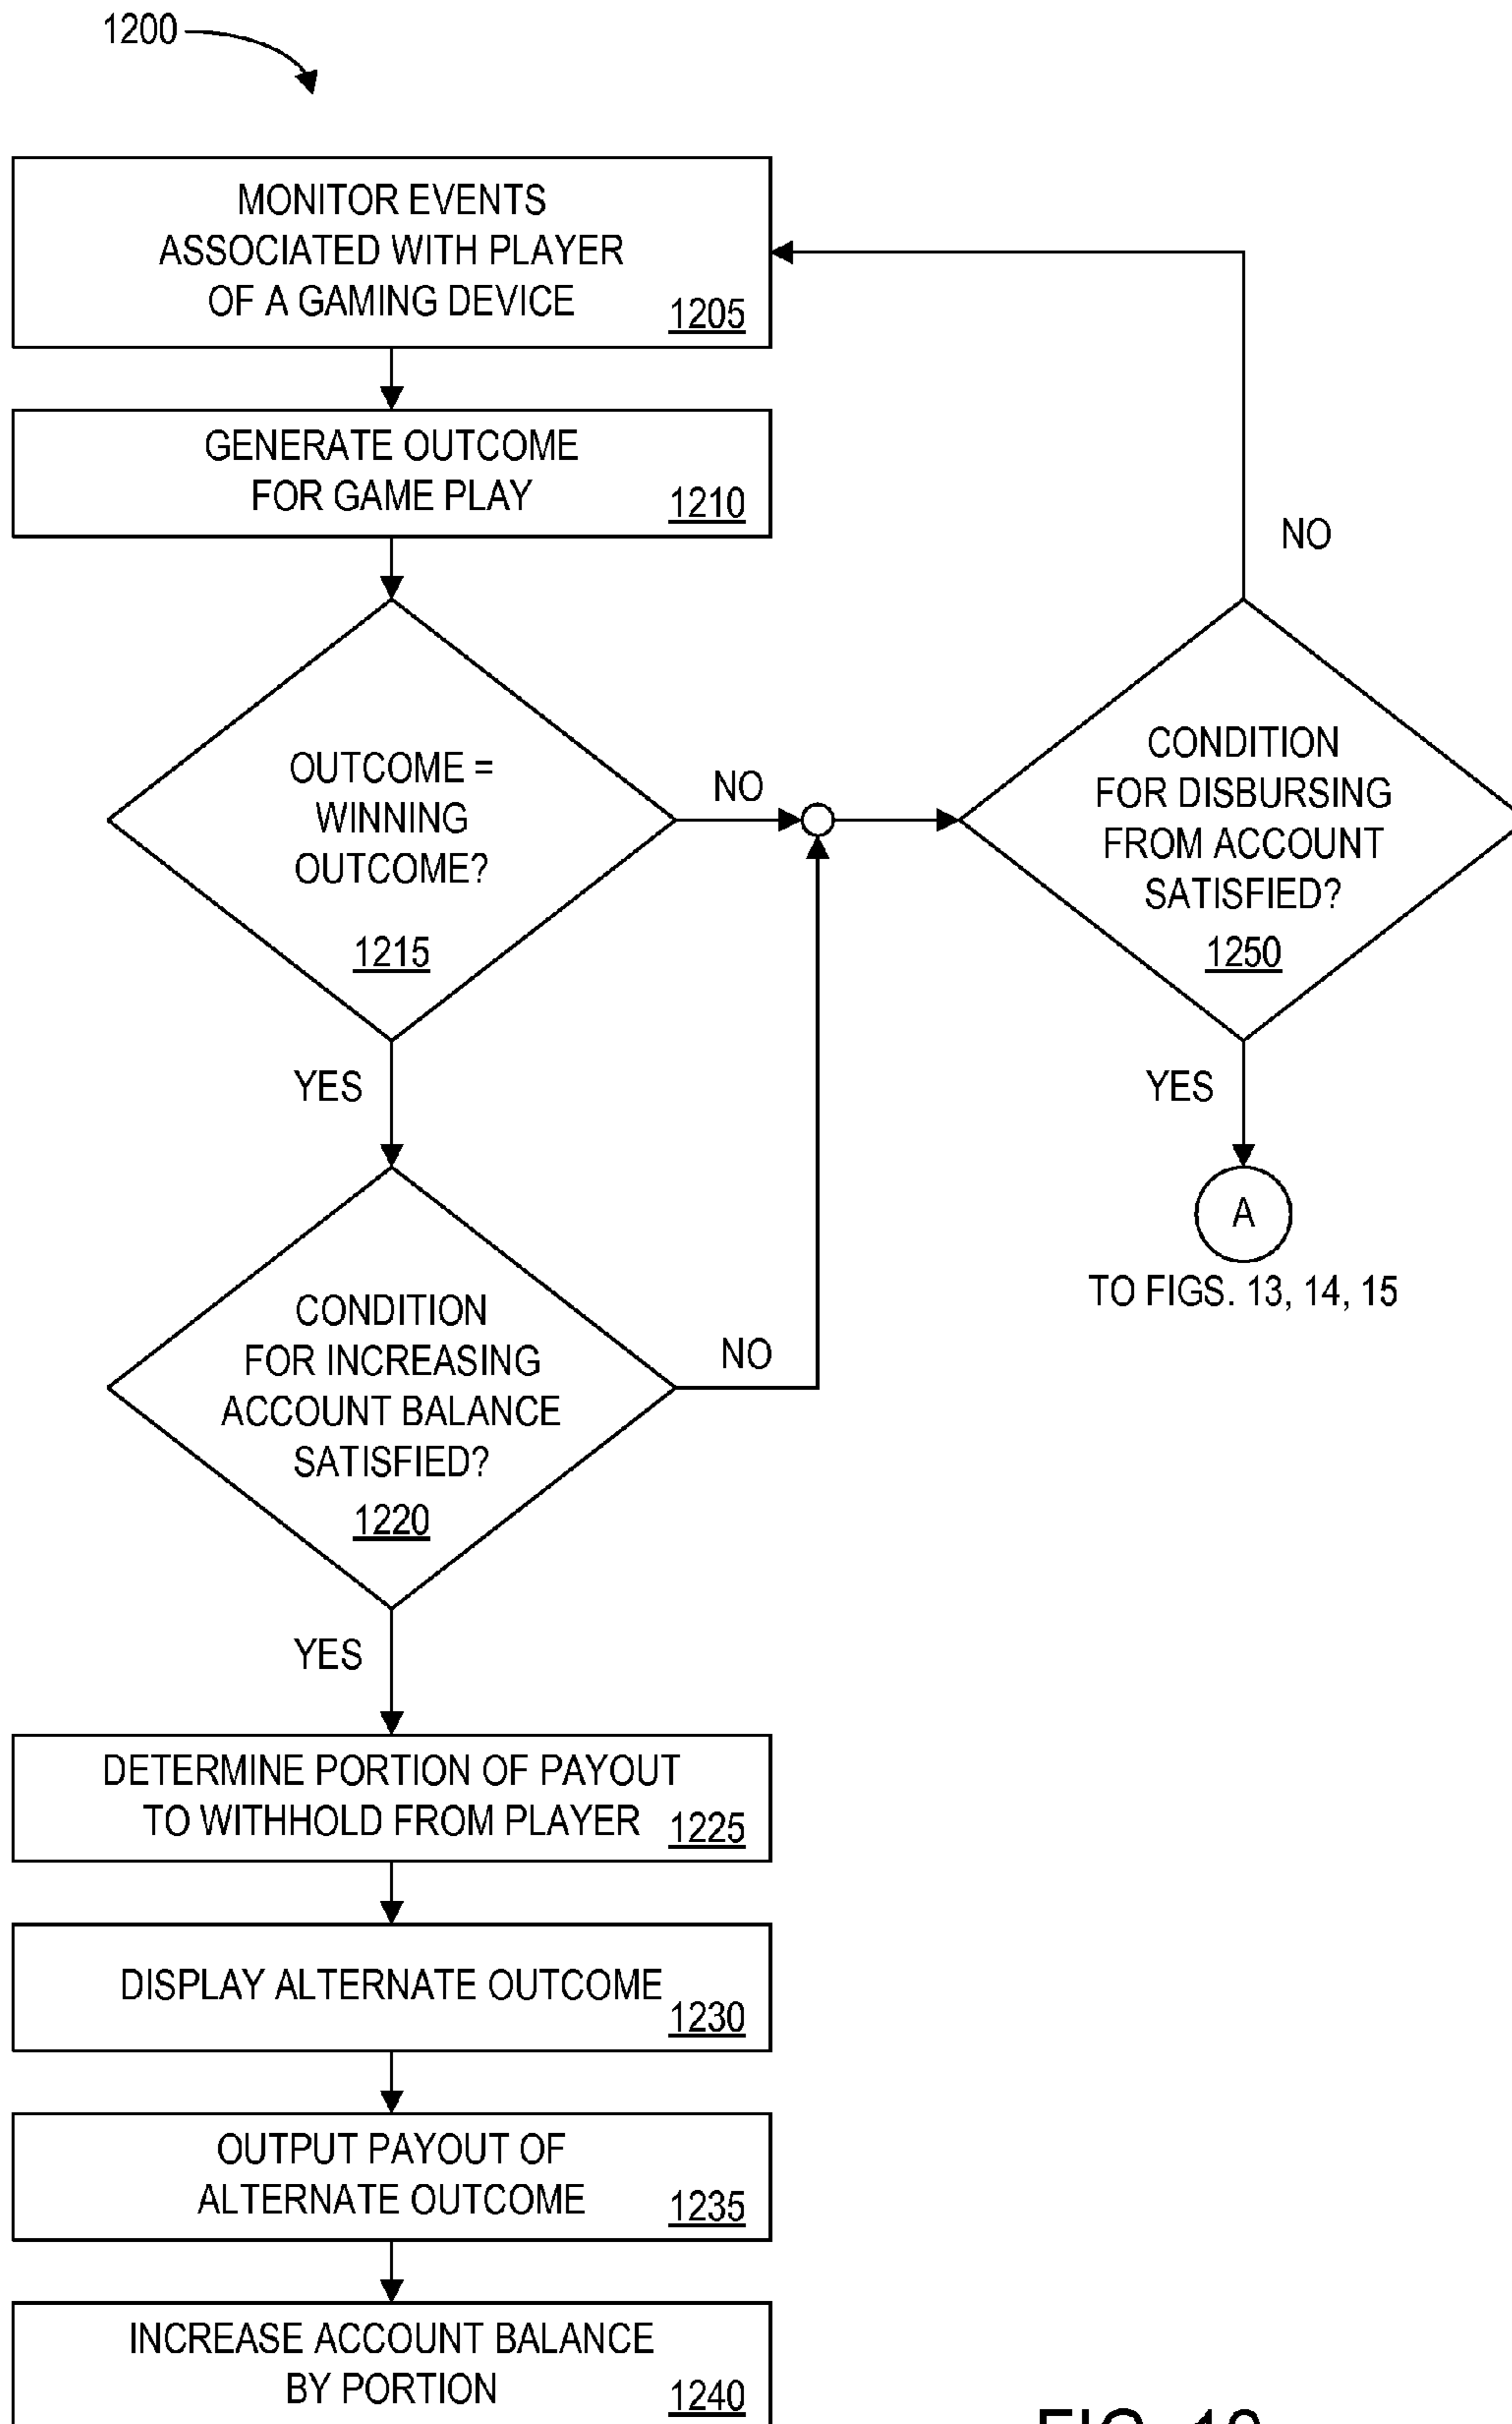 1200
MONITOR EVENTS
ASSOCIATED WITH PLAYER
OF A GAMING DEVICE
1205
GENERATE OUTCOME
FOR GAME PLAY
1210
NO
OUTCOME =
WINNING
OUTCOME?
1215
NO
CONDITION
FOR DISBURSING
FROM ACCOUNT
SATISFIED?
1250
YES
YES
A
TO FIGS. 13, 14, 15
CONDITION
FOR INCREASING
ACCOUNT BALANCE
SATISFIED?
1220
NO
YES
DETERMINE PORTION OF PAYOUT
TO WITHHOLD FROM PLAYER
1225
DISPLAY ALTERNATE OUTCOME
1230
OUTPUT PAYOUT OF
ALTERNATE OUTCOME
1235
INCREASE ACCOUNT BALANCE
BY PORTION
1240
FIG.